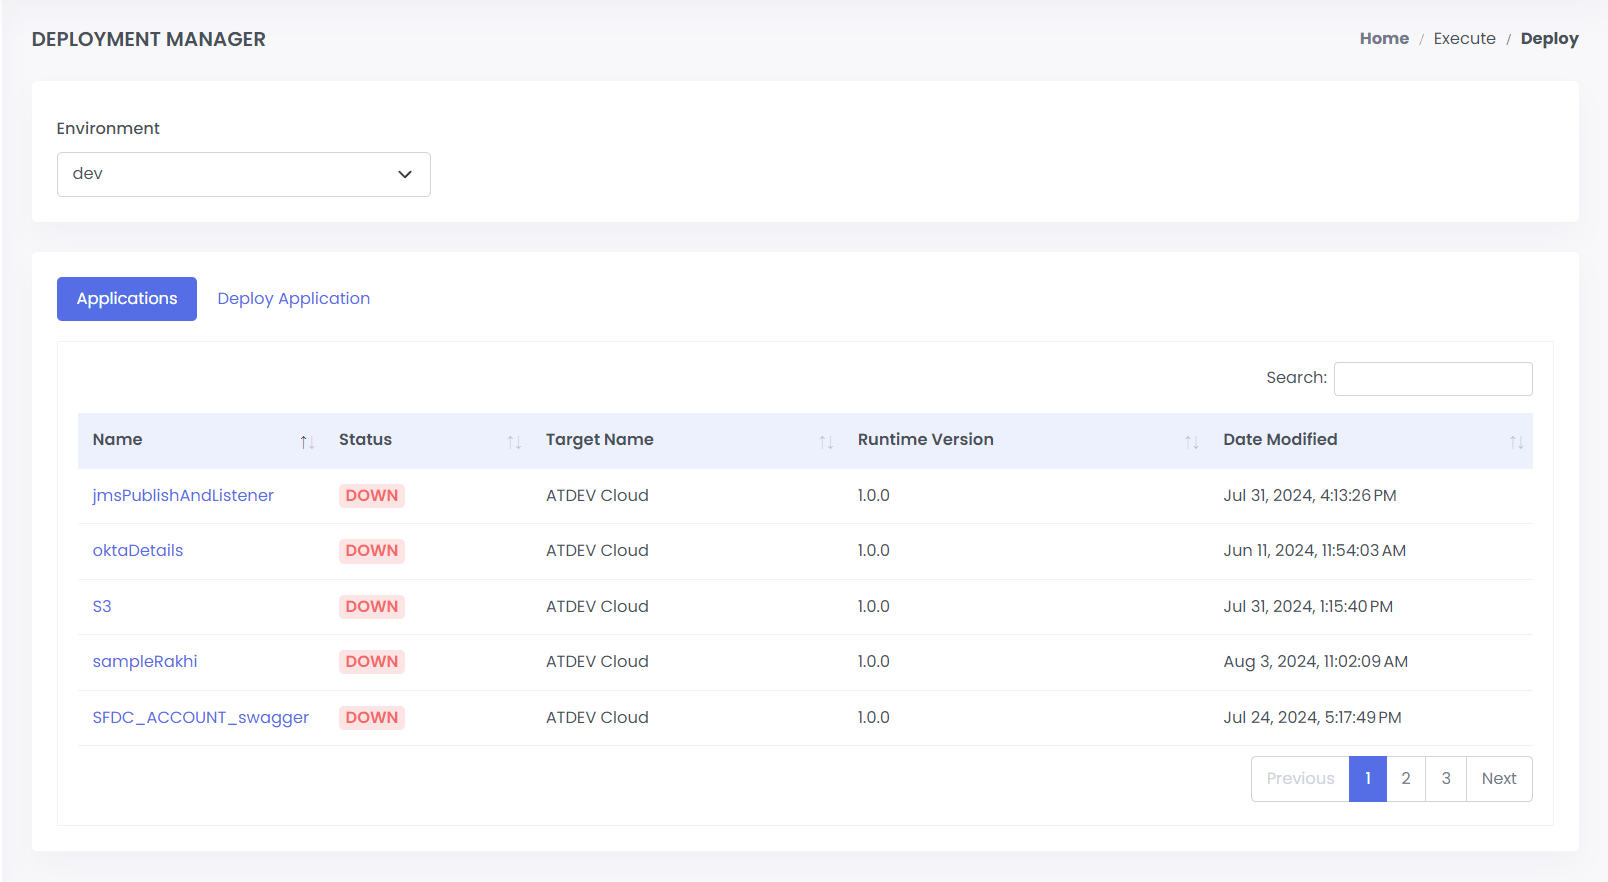 DEPLOYMENT MANAGER
Home / Execute / Deploy
Environment
dev
Applications Deploy Application
Search:
Name Status Target Name Runtime Version Date Modified
jmsPublishAndListener DOWN ATDEV Cloud 1.0.0 Jul 31, 2024, 4:13:26 PM
oktaDetails DOWN ATDEV Cloud 1.0.0 Jun 11, 2024, 11:54:03 AM
S3 DOWN ATDEV Cloud 1.0.0 Jul 31, 2024, 1:15:40 PM
sampleRakhi DOWN ATDEV Cloud 1.0.0 Aug 3, 2024, 11:02:09 AM
SFDC_ACCOUNT_swagger DOWN ATDEV Cloud 1.0.0 Jul 24, 2024, 5:17:49 PM
Previous 1 2 3 Next